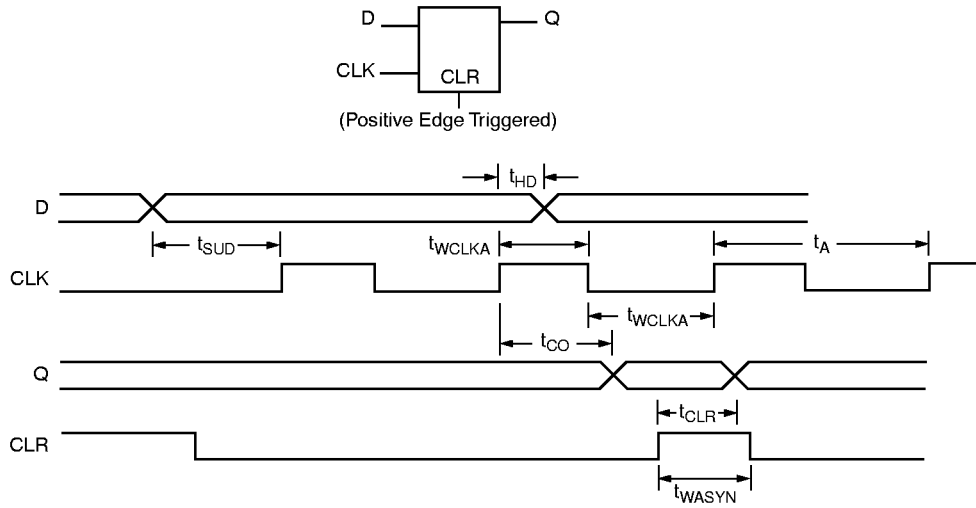 D
Q
CLK
CLR
(Positive Edge Triggered)
tHD
D
tSUD
tWCLKA
tA
CLK
tWCLKA
tCO
Q
tCLR
CLR
tWASYN